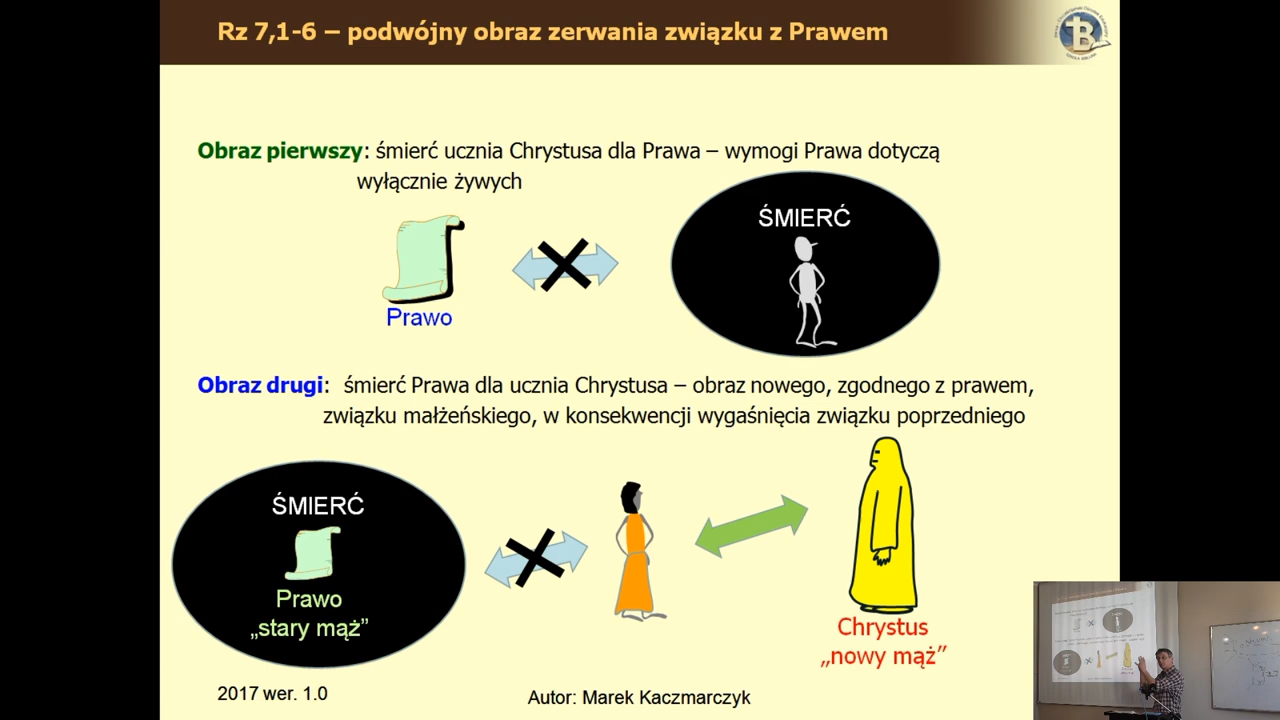 Rz 7,1-6 – podwójny obraz zerwania związku z Prawem
Obraz pierwszy: śmierć ucznia Chrystusa dla Prawa – wymogi Prawa dotyczą
wyłącznie żywych
ŚMIERĆ
Prawo
Obraz drugi: śmierć Prawa dla ucznia Chrystusa – obraz nowego, zgodnego z prawem,
związku małżeńskiego, w konsekwencji wygaśnięcia związku poprzedniego
ŚMIERĆ
Prawo
„stary mąż”
Chrystus
„nowy mąż”
2017 wer. 1.0
Autor: Marek Kaczmarczyk